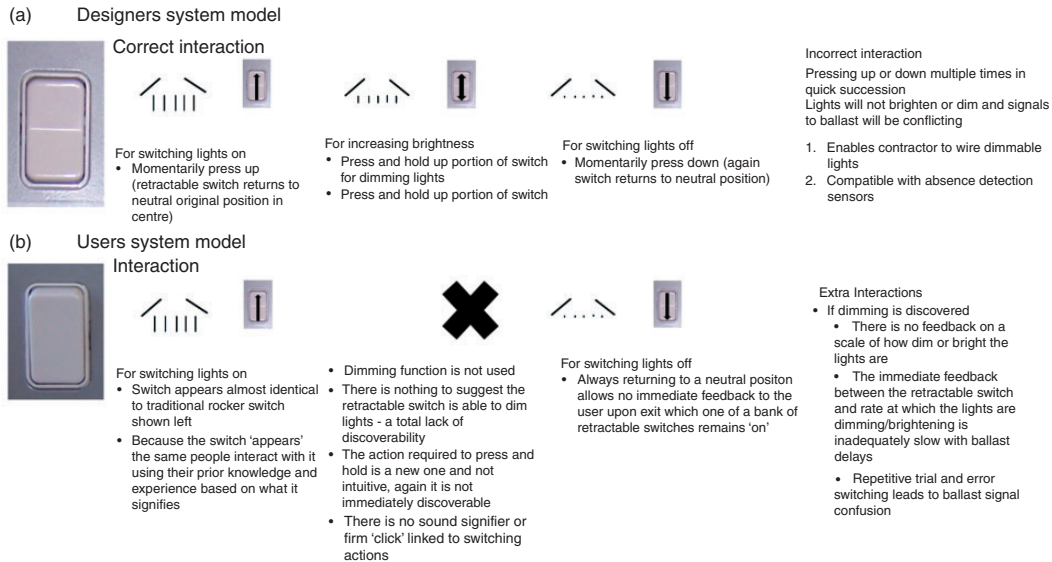 (a) Designers system model
Correct interaction
For switching lights on
• Momentarily press up
(retractable switch returns to
neutral original position in
centre)
For increasing brightness
• Press and hold up portion of switch
for dimming lights
• Press and hold up portion of switch
For switching lights off
• Momentarily press down (again
switch returns to neutral position)
Incorrect interaction
Pressing up or down multiple times in
quick succession
Lights will not brighten or dim and signals
to ballast will be conflicting
1. Enables contractor to wire dimmable
lights
2. Compatible with absence detection
sensors
(b) Users system model
Interaction
For switching lights on
• Switch appears almost identical
to traditional rocker switch
shown left
• Because the switch ‘appears’
the same people interact with it
using their prior knowledge and
experience based on what it
signifies
• Dimming function is not used
• There is nothing to suggest the
retractable switch is able to dim
lights - a total lack of
discoverability
• The action required to press and
hold is a new one and not
intuitive, again it is not
immediately discoverable
• There is no sound signifier or
firm ‘click’ linked to switching
actions
For switching lights off
• Always returning to a neutral positon
allows no immediate feedback to the
user upon exit which one of a bank of
retractable switches remains ‘on’
Extra Interactions
• If dimming is discovered
• There is no feedback on a
scale of how dim or bright the
lights are
• The immediate feedback
between the retractable switch
and rate at which the lights are
dimming/brightening is
inadequately slow with ballast
delays
• Repetitive trial and error
switching leads to ballast signal
confusion